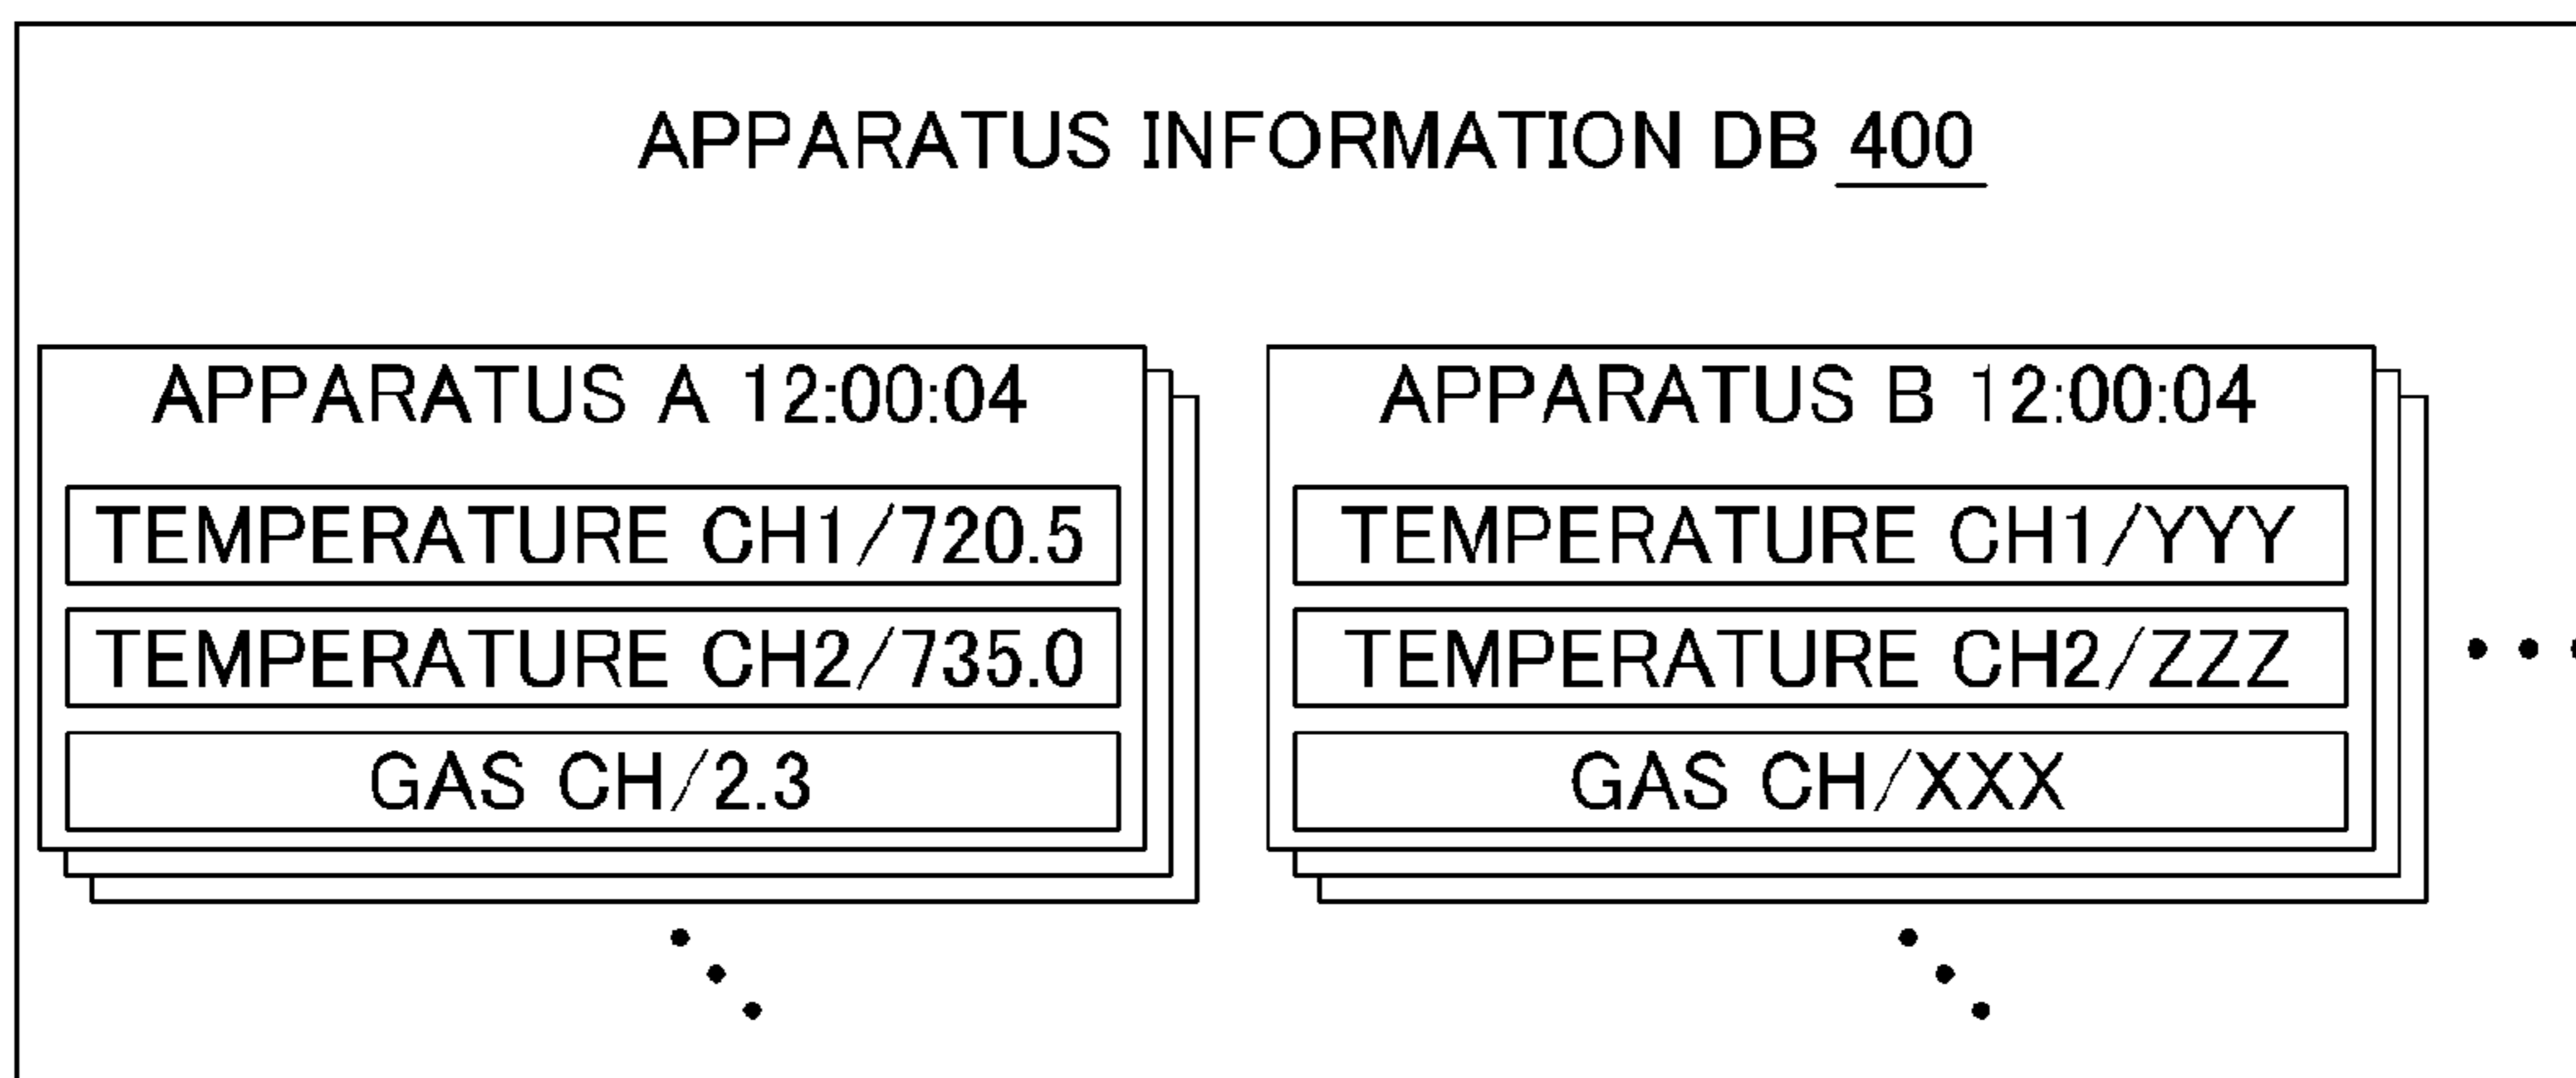 APPARATUS INFORMATION DB 400
APPARATUS A 12:00:04
TEMPERATURE CH1/720.5
TEMPERATURE CH2/735.0
GAS CH/2.3
APPARATUS B 12:00:04
TEMPERATURE CH1/YYY
TEMPERATURE CH2/ZZZ
GAS CH/XXX